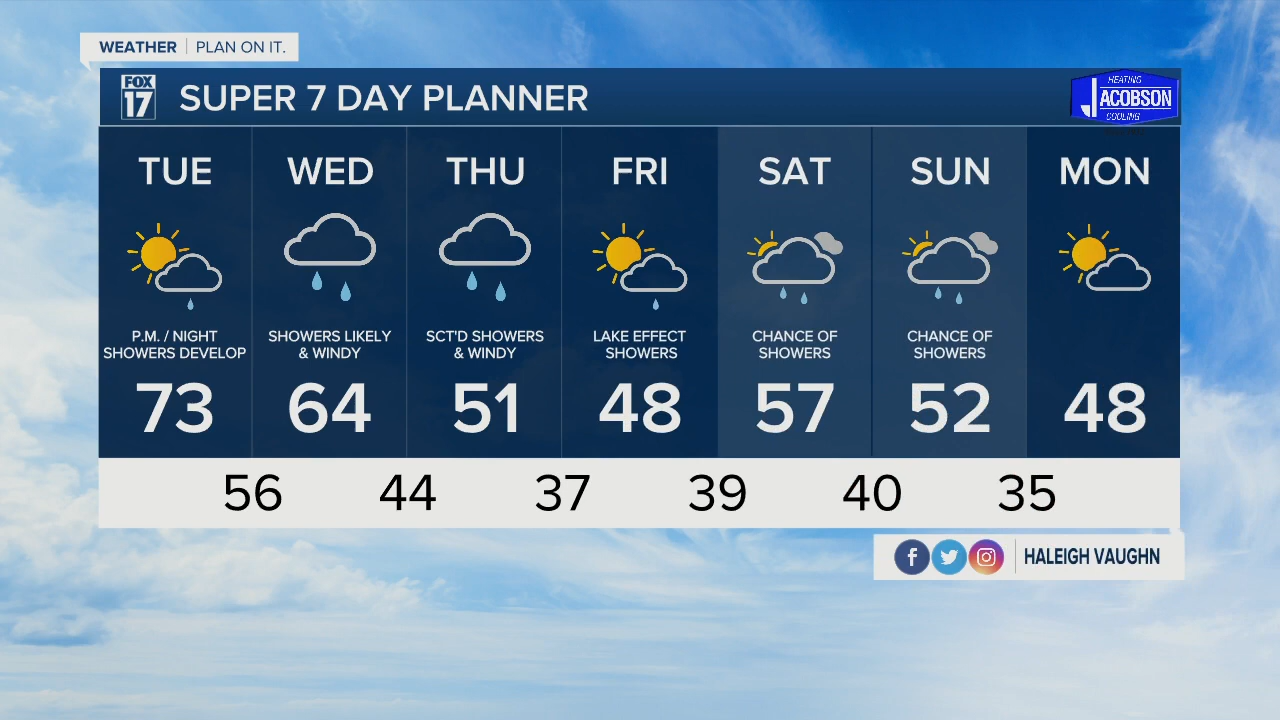 WEATHER | PLAN ON IT.
FOX
17
SUPER 7 DAY PLANNER
HEATING
JACOBSON
COOLING
TUE
P.M. / NIGHT
SHOWERS DEVELOP
73
WED
SHOWERS LIKELY
& WINDY
64
THU
SCT'D SHOWERS
& WINDY
51
FRI
LAKE EFFECT
SHOWERS
48
SAT
CHANCE OF
SHOWERS
57
SUN
CHANCE OF
SHOWERS
52
MON
48
56 44 37 39 40 35
f HALEIGH VAUGHN